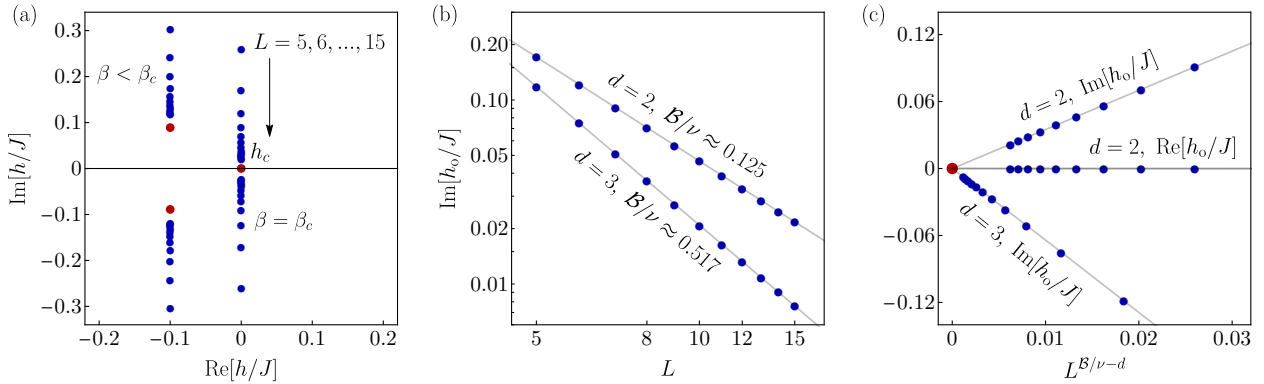 (a)
0.3
0.2
0.1
0
−0.1
−0.2
−0.3
Im[h/J]
β < β_c
L = 5, 6, ..., 15
h_c
β = β_c
−0.2
−0.1
0
0.1
0.2
Re[h/J]
(b)
0.20
0.10
0.05
0.02
0.01
Im[h_o/J]
d = 2, ℬ/ν ≈ 0.125
d = 3, ℬ/ν ≈ 0.517
5
8
10
12
15
L
(c)
0.12
0.06
0
−0.06
−0.12
d = 2, Im[h_o/J]
d = 2, Re[h_o/J]
d = 3, Im[h_o/J]
0
0.01
0.02
0.03
L^{ℬ/ν−d}